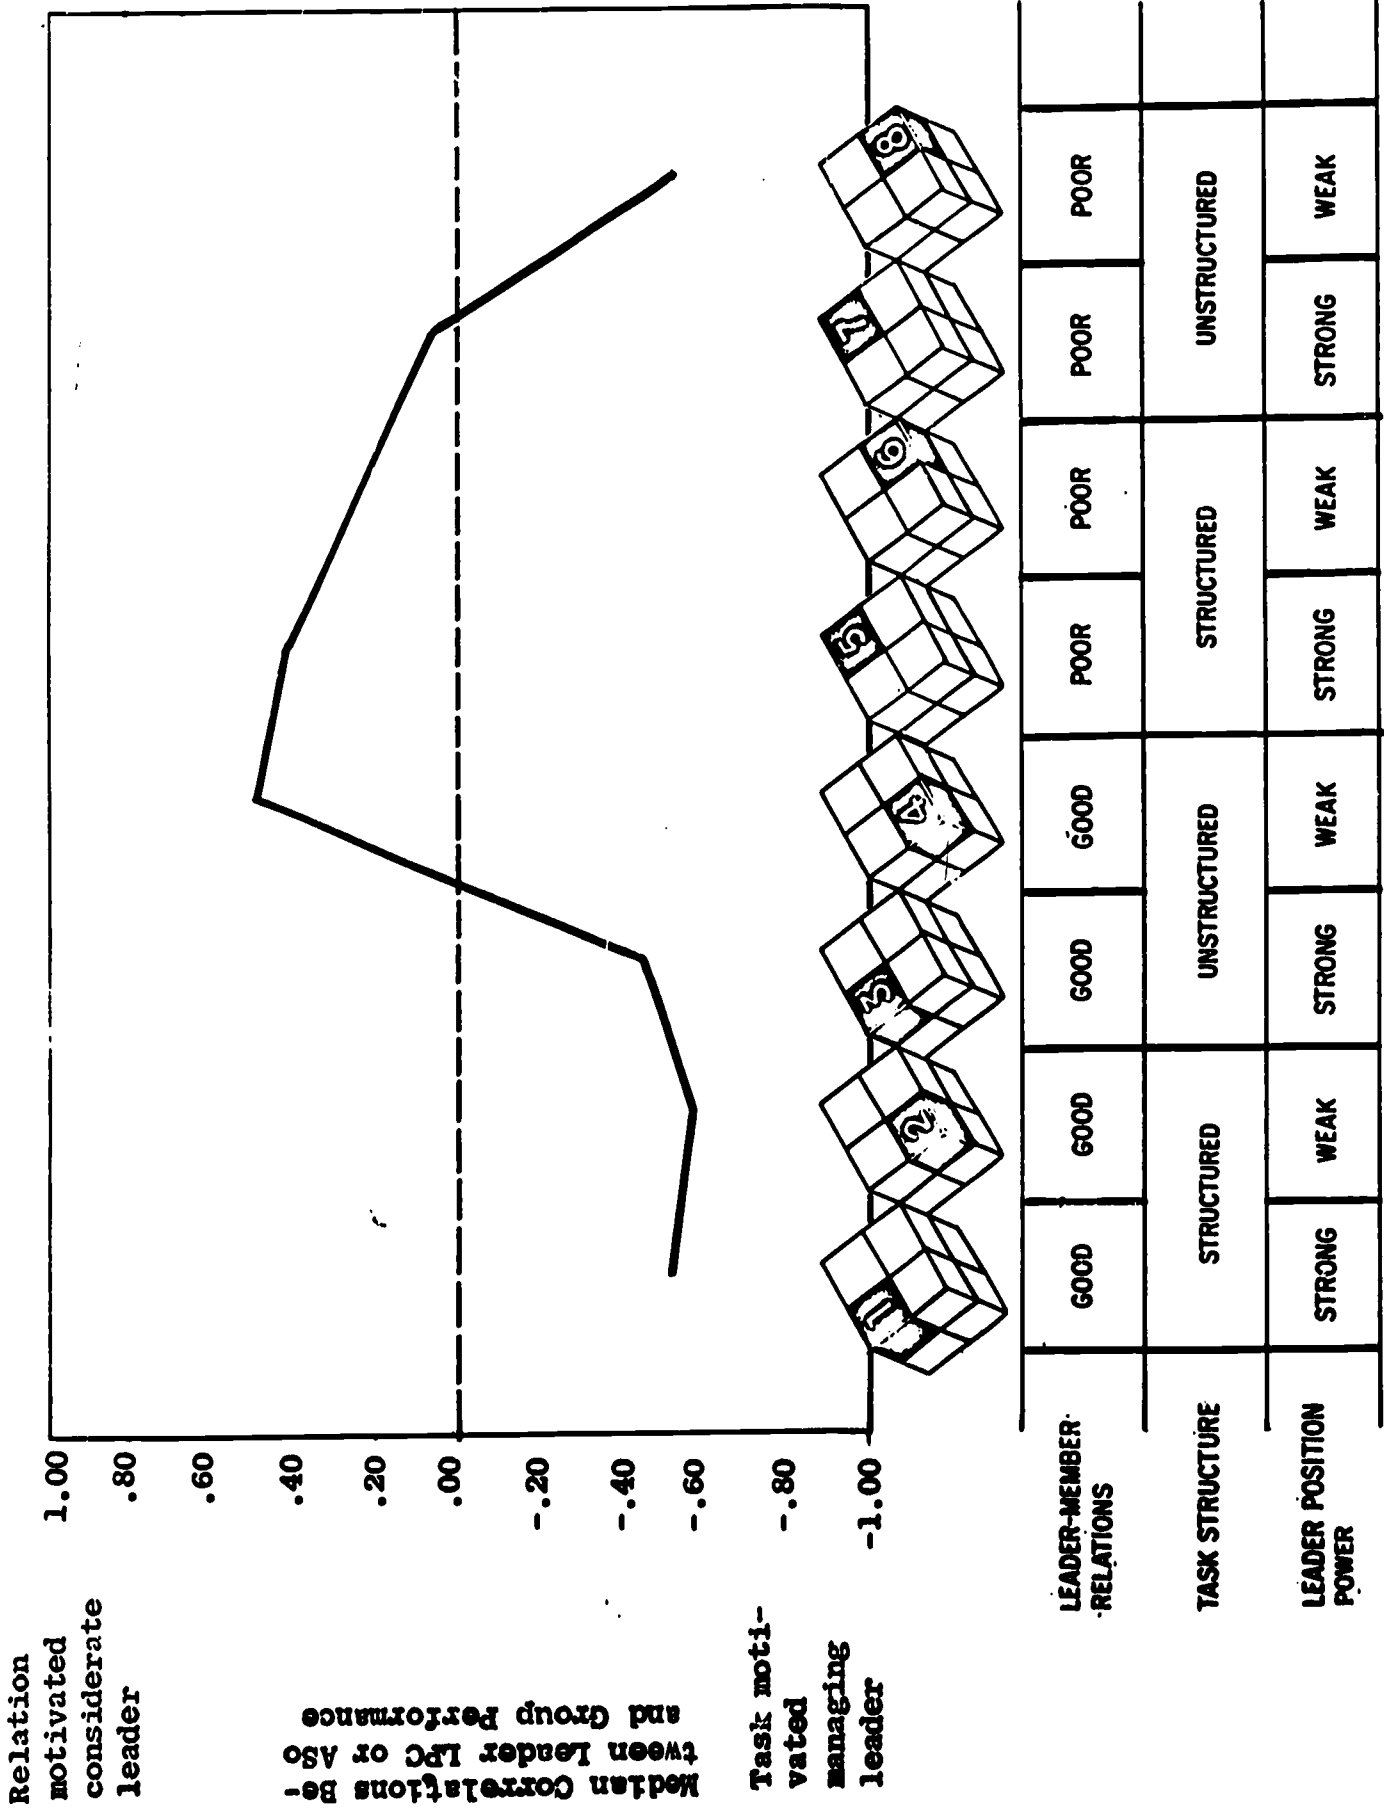 Relation
motivated
considerate
leader
Median Correlations Be-
tween Leader LPC or ASo
and Group Performance
Task moti-
vated
managing
leader
1.00
.80
.60
.40
.20
.00
-.20
-.40
-.60
-.80
-1.00
1 2 3 4 5 6 7 8
LEADER-MEMBER RELATIONS GOOD GOOD GOOD GOOD POOR POOR POOR POOR
TASK STRUCTURE STRUCTURED UNSTRUCTURED STRUCTURED UNSTRUCTURED
LEADER POSITION POWER STRONG WEAK STRONG WEAK STRONG WEAK STRONG WEAK